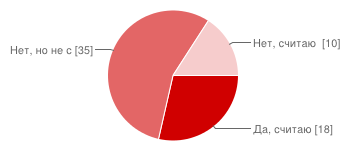 Нет, но не с [35]
Нет, считаю [10]
Да, считаю [18]